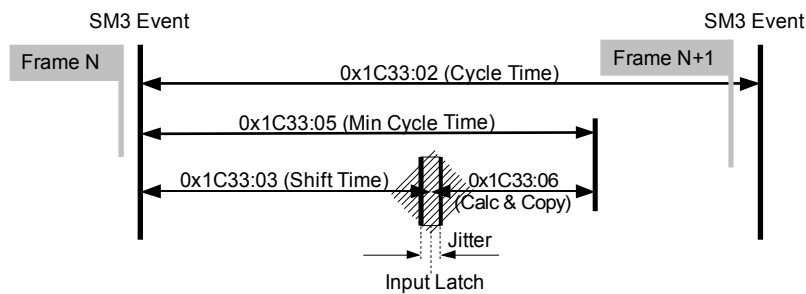 SM3 Event
SM3 Event
Frame N
Frame N+1
0x1C33:02 (Cycle Time)
0x1C33:05 (Min Cycle Time)
0x1C33:03 (Shift Time)
0x1C33:06
(Calc & Copy)
Jitter
Input Latch